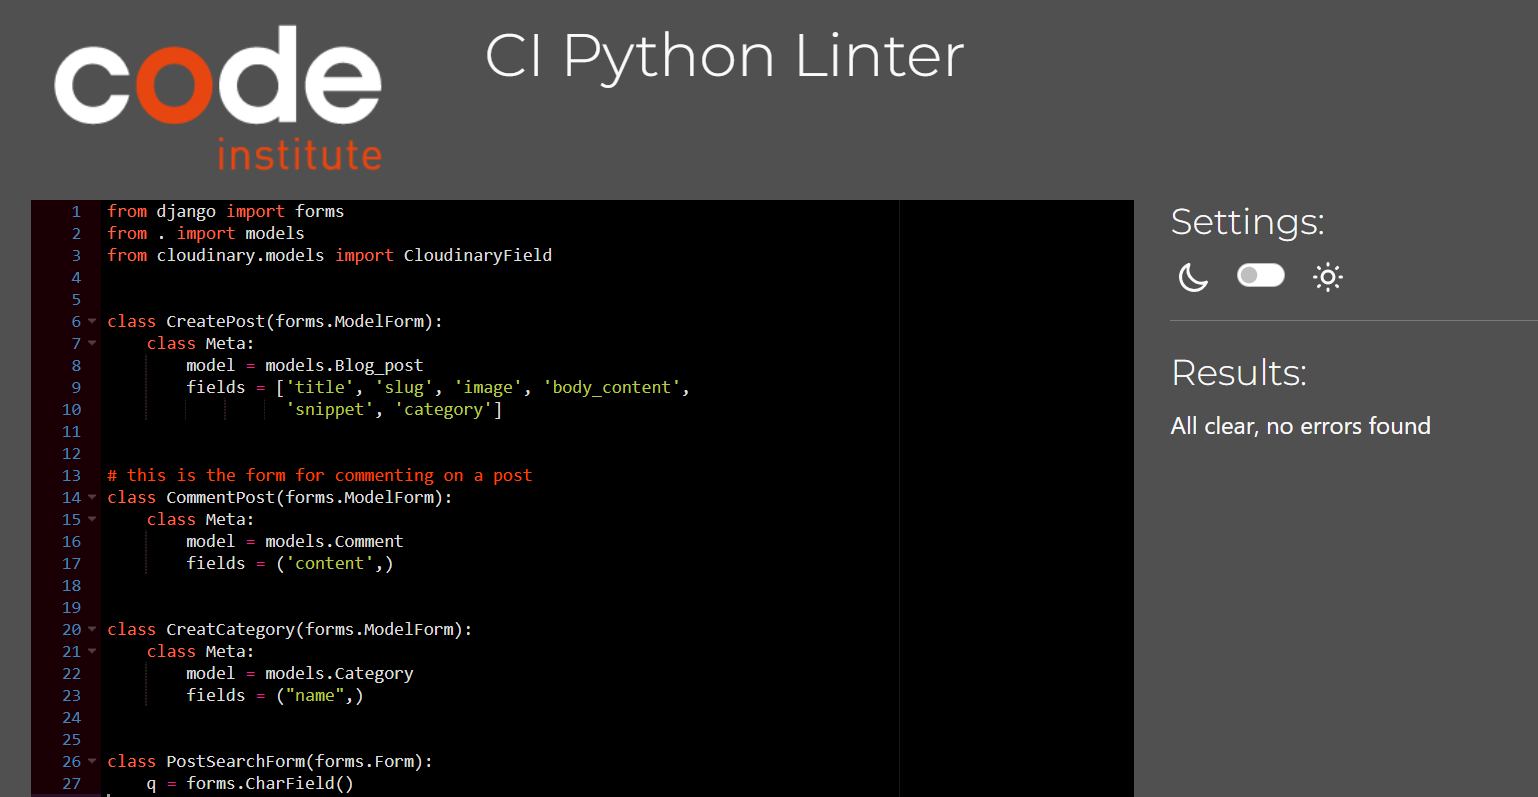 code
institute
CI Python Linter
1 from django import forms
2 from . import models
3 from cloudinary.models import CloudinaryField
4
5
6 class CreatePost(forms.ModelForm):
7     class Meta:
8         model = models.Blog_post
9         fields = ['title', 'slug', 'image', 'body_content',
10                   'snippet', 'category']
11
12
13 # this is the form for commenting on a post
14 class CommentPost(forms.ModelForm):
15     class Meta:
16         model = models.Comment
17         fields = ('content',)
18
19
20 class CreatCategory(forms.ModelForm):
21     class Meta:
22         model = models.Category
23         fields = ("name",)
24
25
26 class PostSearchForm(forms.Form):
27     q = forms.CharField()
Settings:
Results:
All clear, no errors found